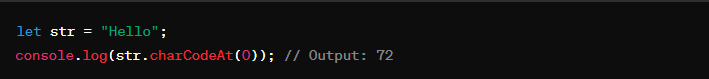 let str = "Hello";
console.log(str.charCodeAt(0)); // Output: 72